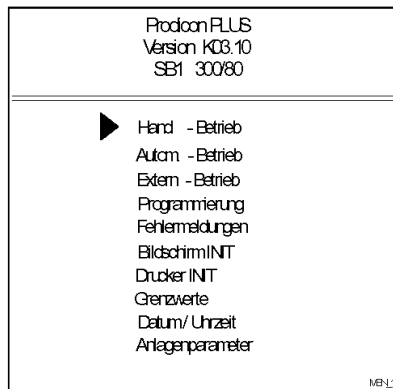 Prodicon PLUS
Version K03.10
SB1 300/80
Hand - Betrieb
Autom. - Betrieb
Extern - Betrieb
Programmierung
Fehlermeldungen
Bildschirm INIT
Drucker INIT
Grenzwerte
Datum / Uhrzeit
Anlagenparameter